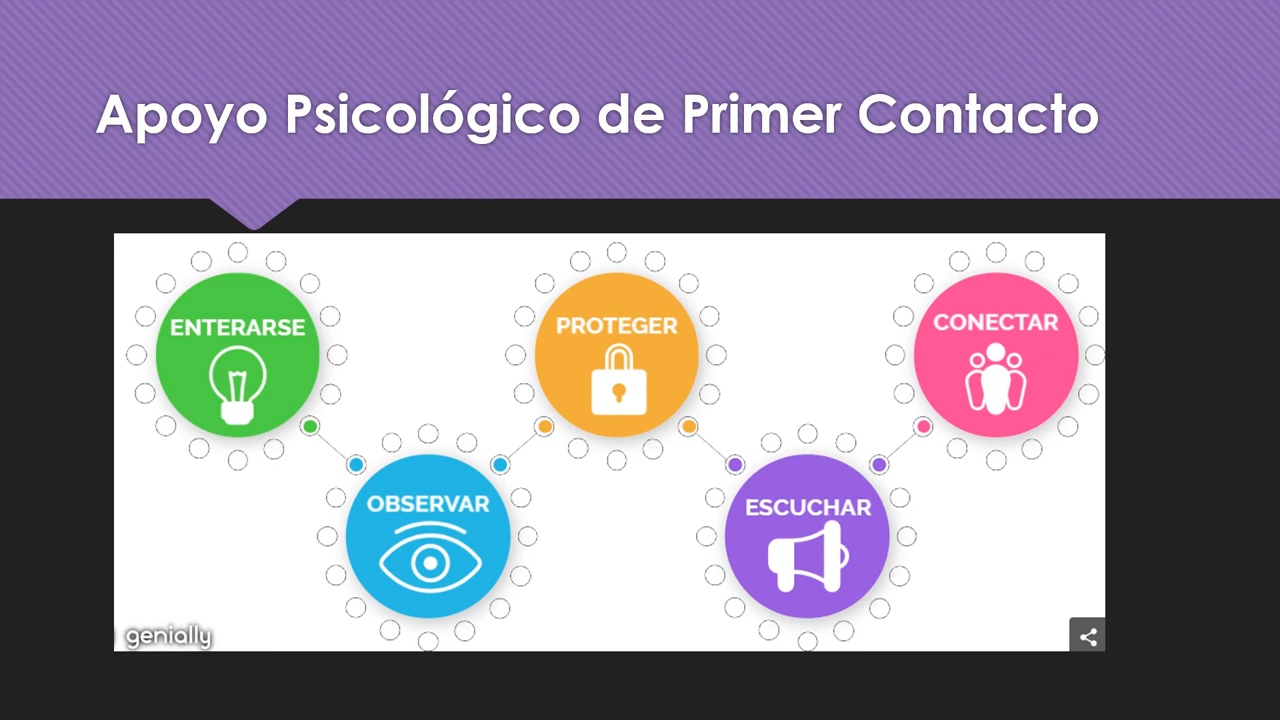 Apoyo Psicológico de Primer Contacto
ENTERARSE
OBSERVAR
PROTEGER
ESCUCHAR
CONECTAR
genially